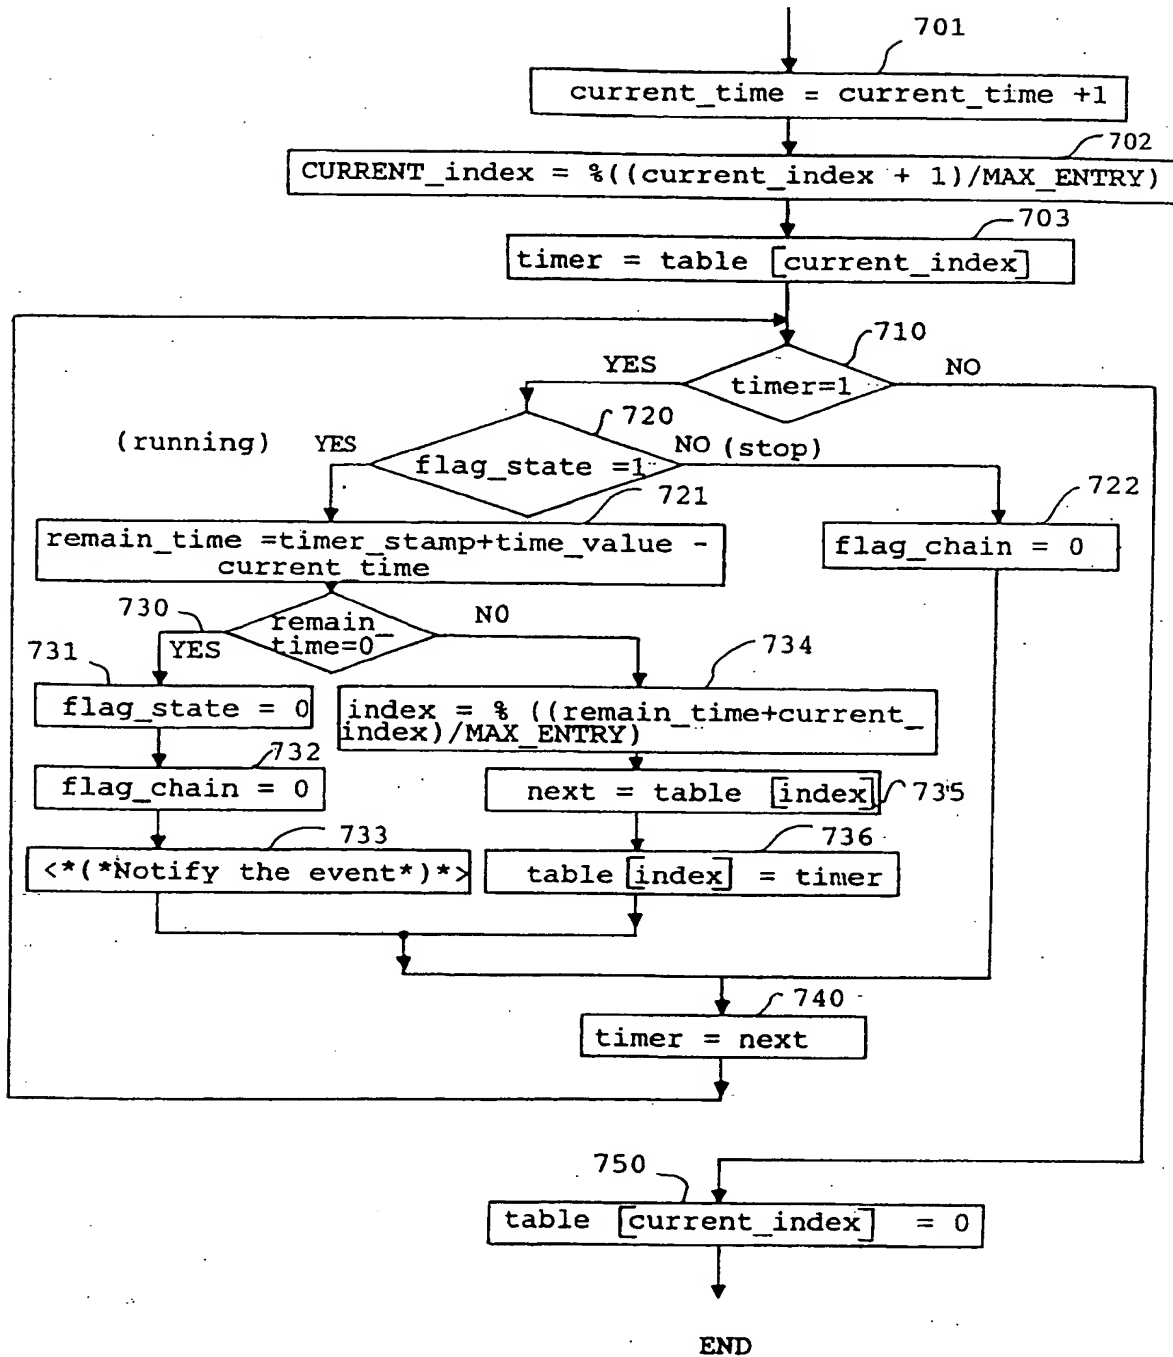 701
current_time = current_time +1
702
CURRENT_index = %((current_index + 1)/MAX_ENTRY)
703
timer = table [current_index]
710
YES
timer=1
NO
720
(running) YES
flag_state =1
NO (stop)
721
722
remain_time =timer_stamp+time_value -
current_time
flag_chain = 0
730
remain_
time=0
YES
NO
731
734
flag_state = 0
index = % ((remain_time+current_
index)/MAX_ENTRY)
732
flag_chain = 0
next = table [index]
735
733
736
<*(*Notify the event*)*>
table [index] = timer
740
timer = next
750
table [current_index] = 0
END